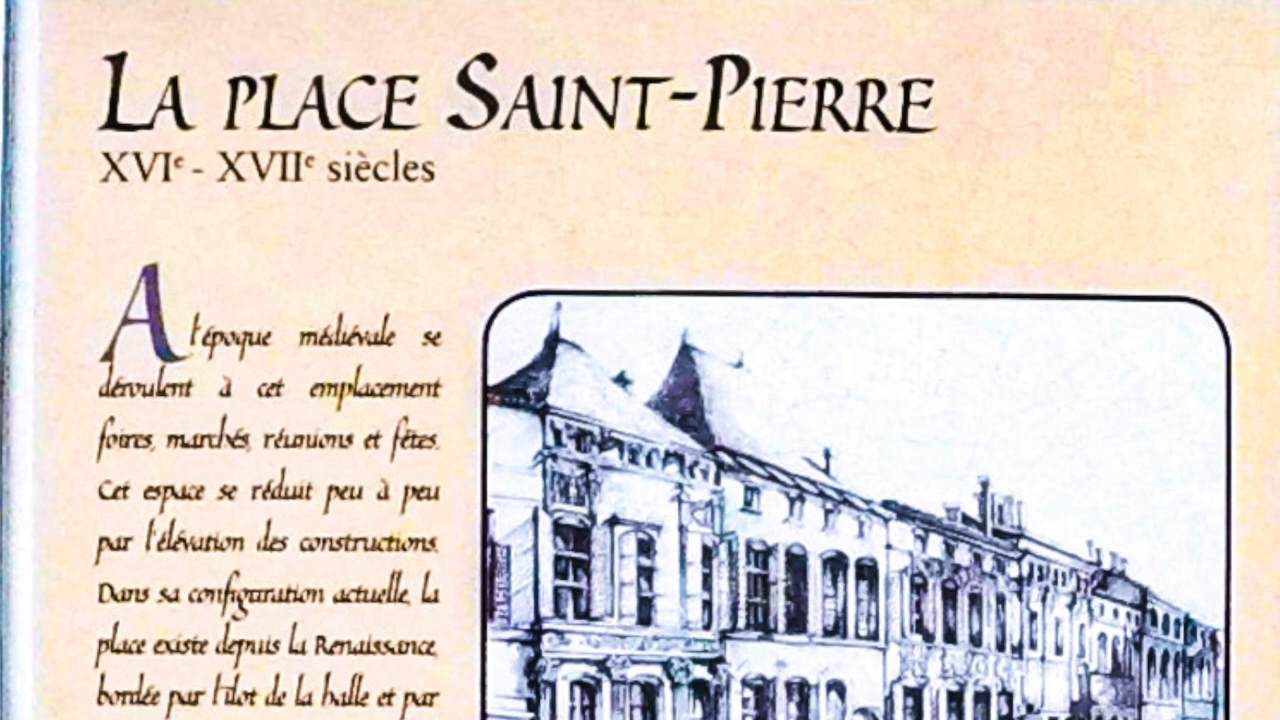 La place Saint-Pierre
XVIe - XVIIe siècles
A l'époque médiévale se
déroulent à cet emplacement
foires, marchés, réunions et fêtes.
Cet espace se réduit peu à peu
par l'élévation des constructions.
Dans sa configuration actuelle, la
place existe depuis la Renaissance,
bordée par l'îlot de la halle et par